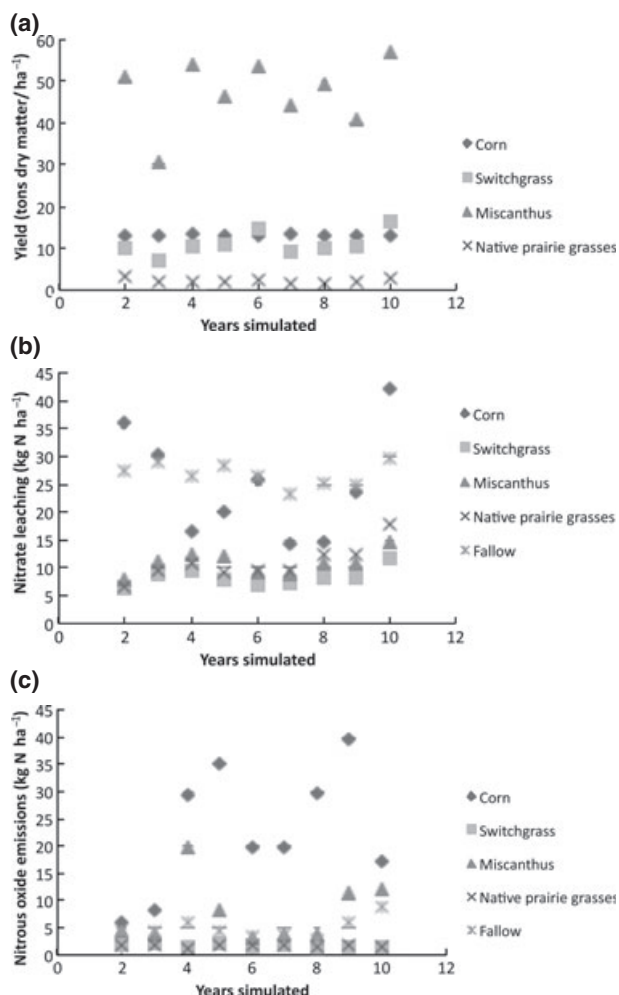 (a)
60
50
40
30
20
10
0
Yield (tons dry matter/ha⁻¹)
0 2 4 6 8 10 12
Years simulated
Corn
Switchgrass
Miscanthus
Native prairie grasses
(b)
45
40
35
30
25
20
15
10
5
0
Nitrate leaching (kg N ha⁻¹)
0 2 4 6 8 10 12
Years simulated
Corn
Switchgrass
Miscanthus
Native prairie grasses
Fallow
(c)
45
40
35
30
25
20
15
10
5
0
Nitrous oxide emissions (kg N ha⁻¹)
0 2 4 6 8 10 12
Years simulated
Corn
Switchgrass
Miscanthus
Native prairie grasses
Fallow